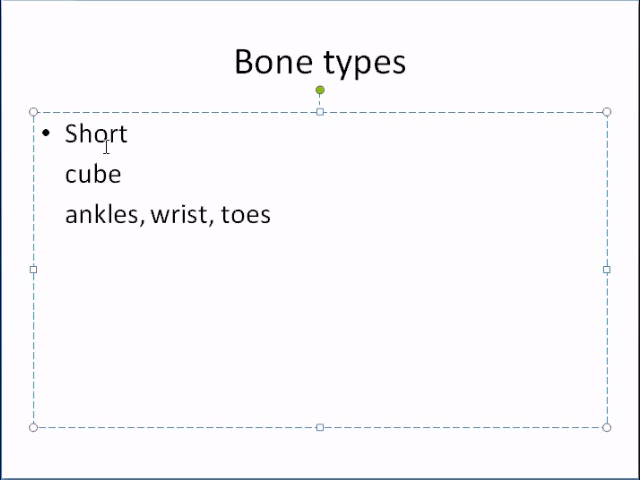 Bone types
• Short
cube
ankles, wrist, toes